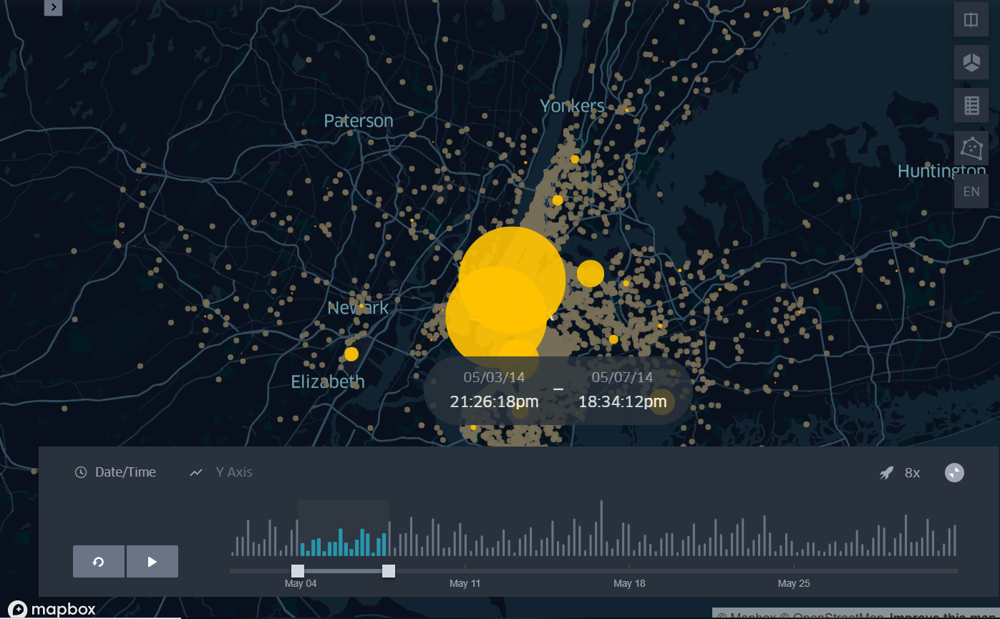 Yonkers
Paterson
Huntington
EN
Newark
Elizabeth
05/03/14 – 05/07/14
21:26:18pm 18:34:12pm
Date/Time Y Axis 8x
May 04 May 11 May 18 May 25
mapbox
© Mapbox © OpenStreetMap Improve this map